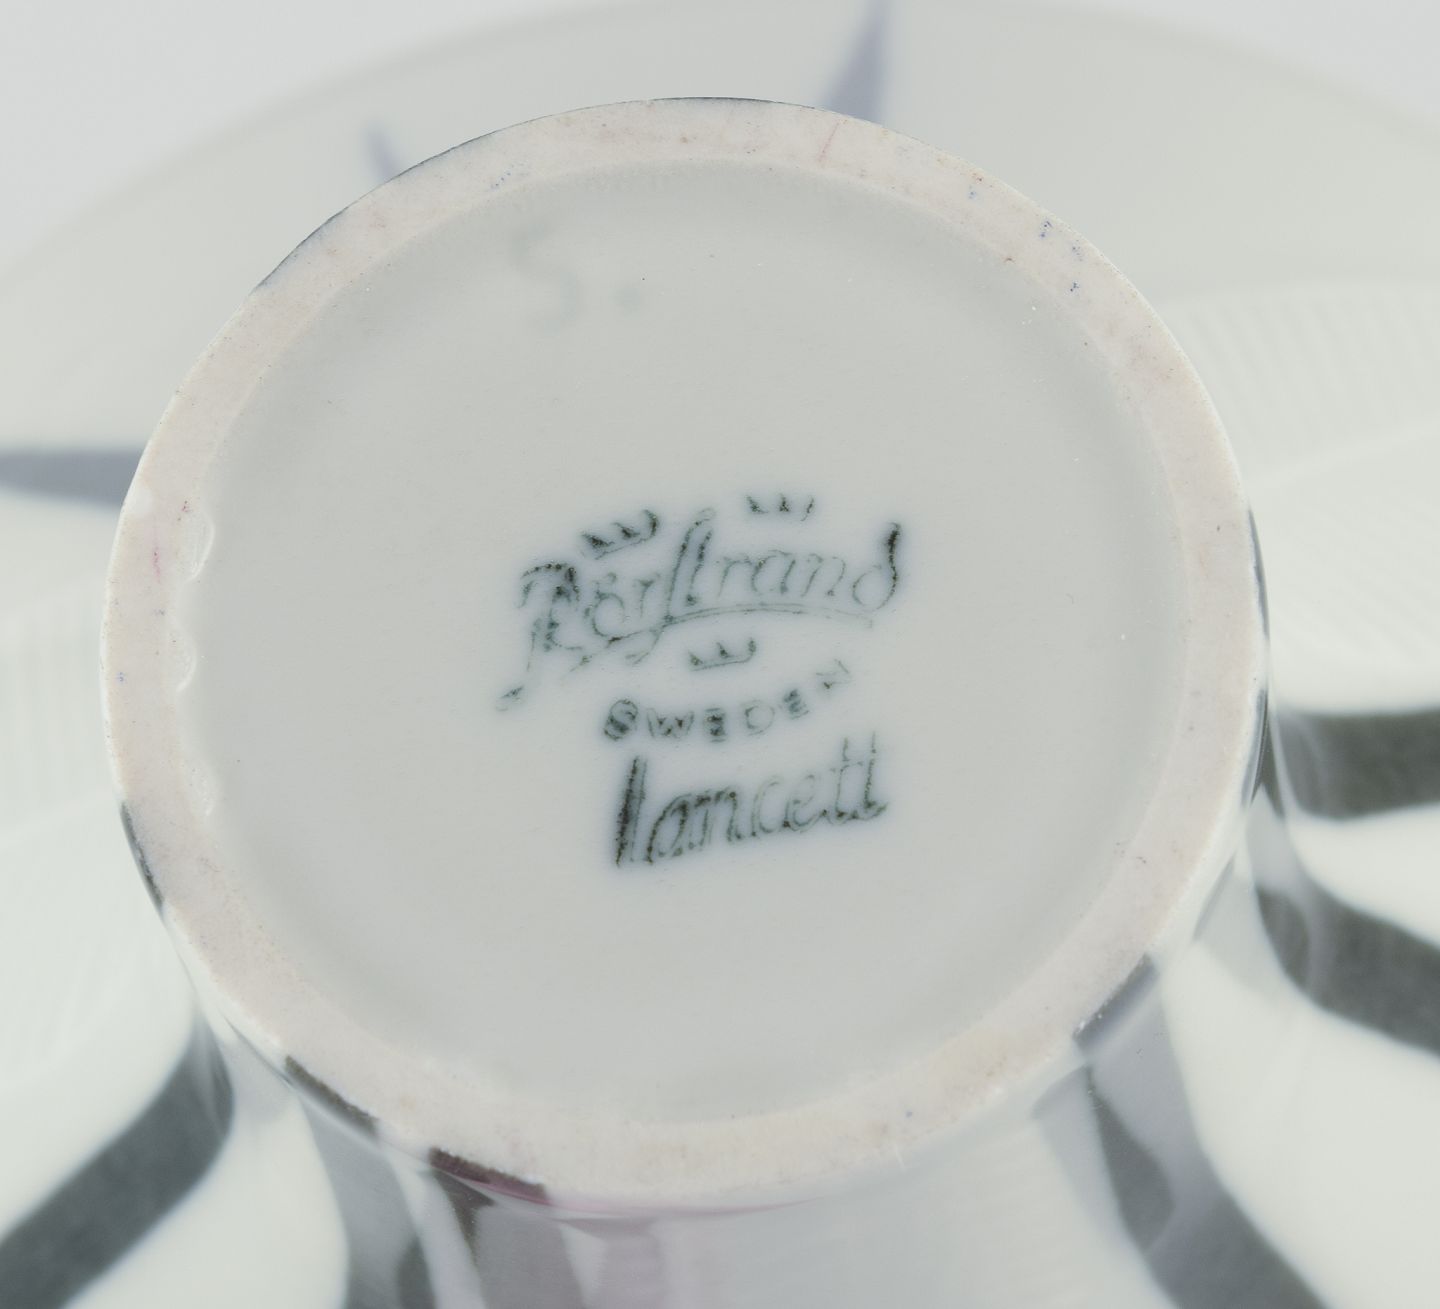 S.
Rörstrand
SWEDEN
lancett